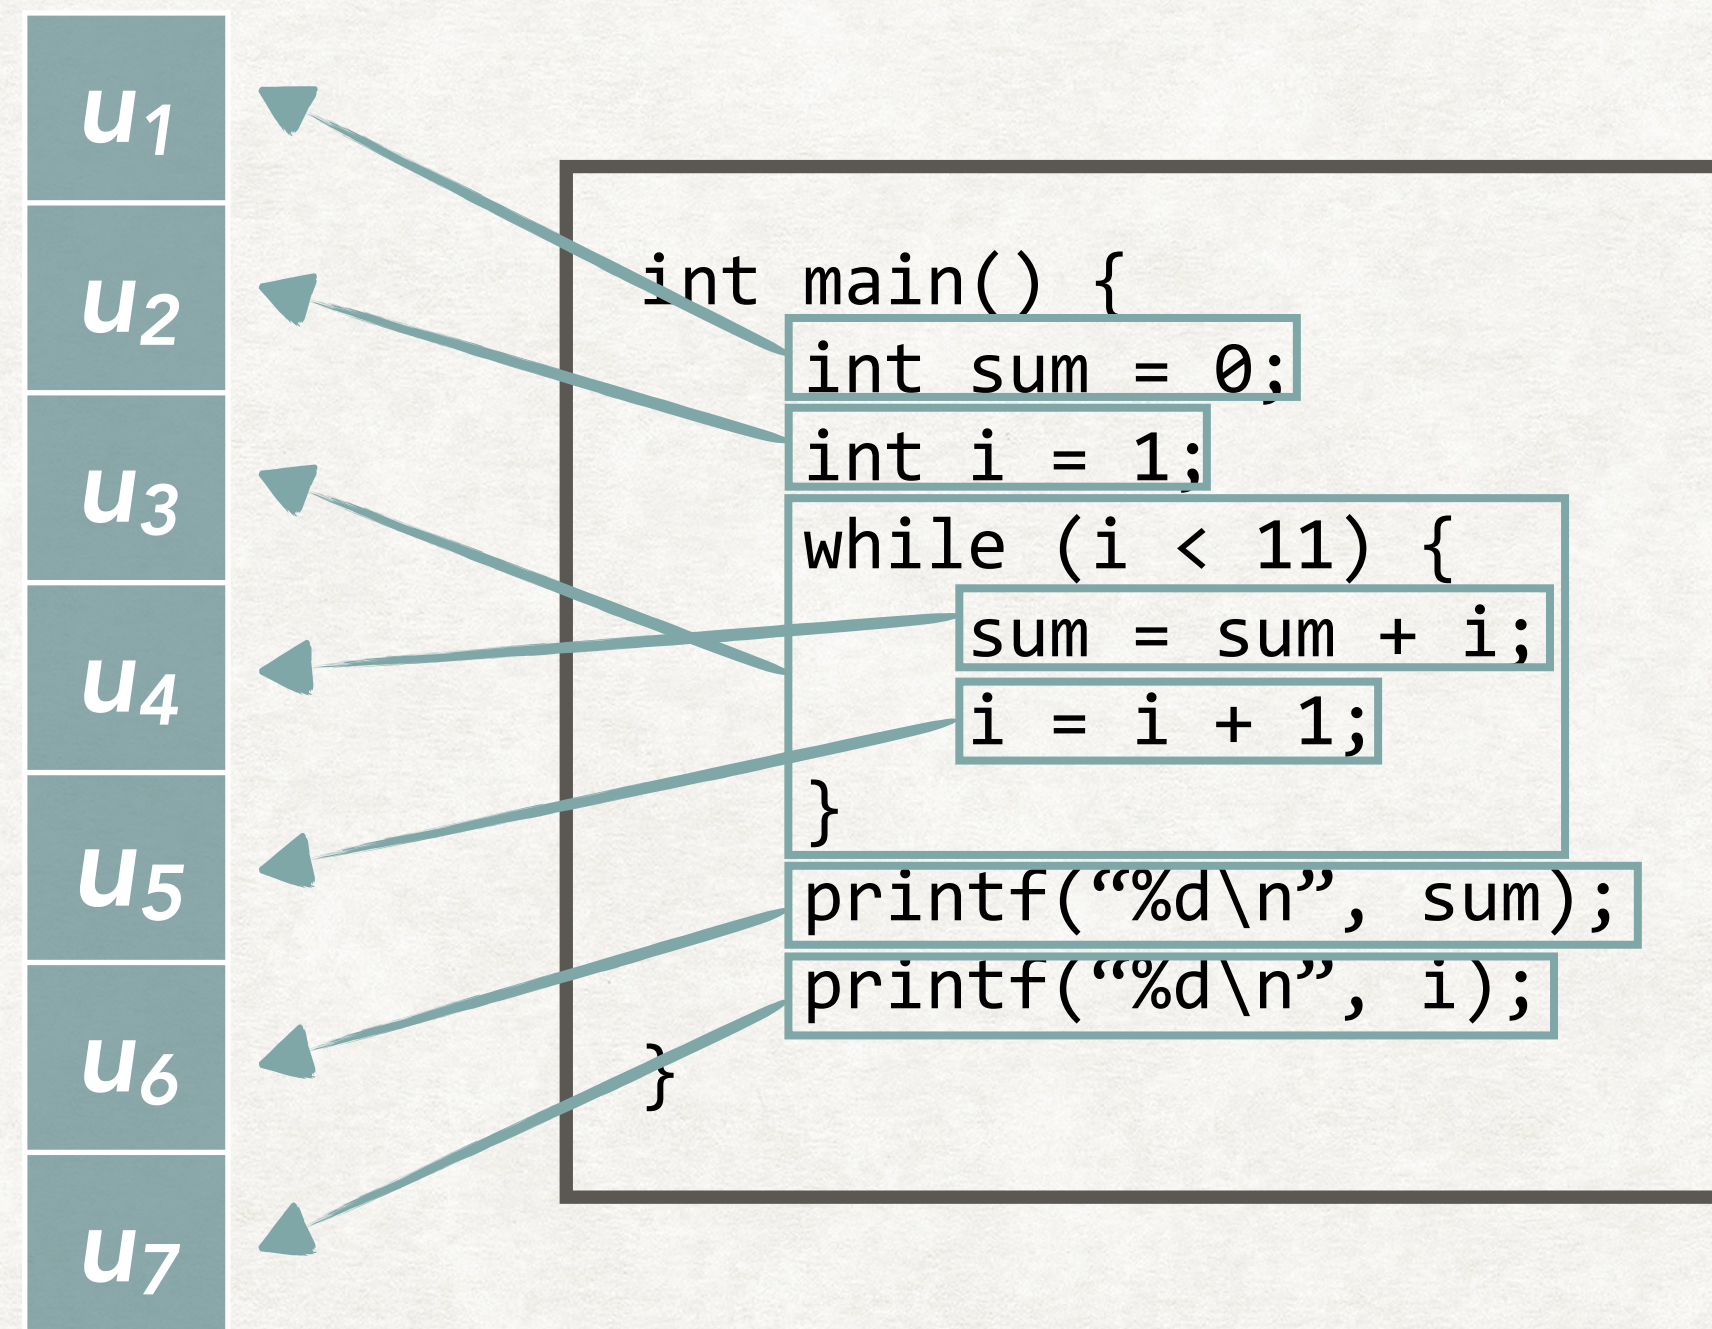 u1
u2
u3
u4
u5
u6
u7
int main() {
int sum = 0;
int i = 1;
while (i < 11) {
sum = sum + i;
i = i + 1;
}
printf(“%d\n”, sum);
printf(“%d\n”, i);
}